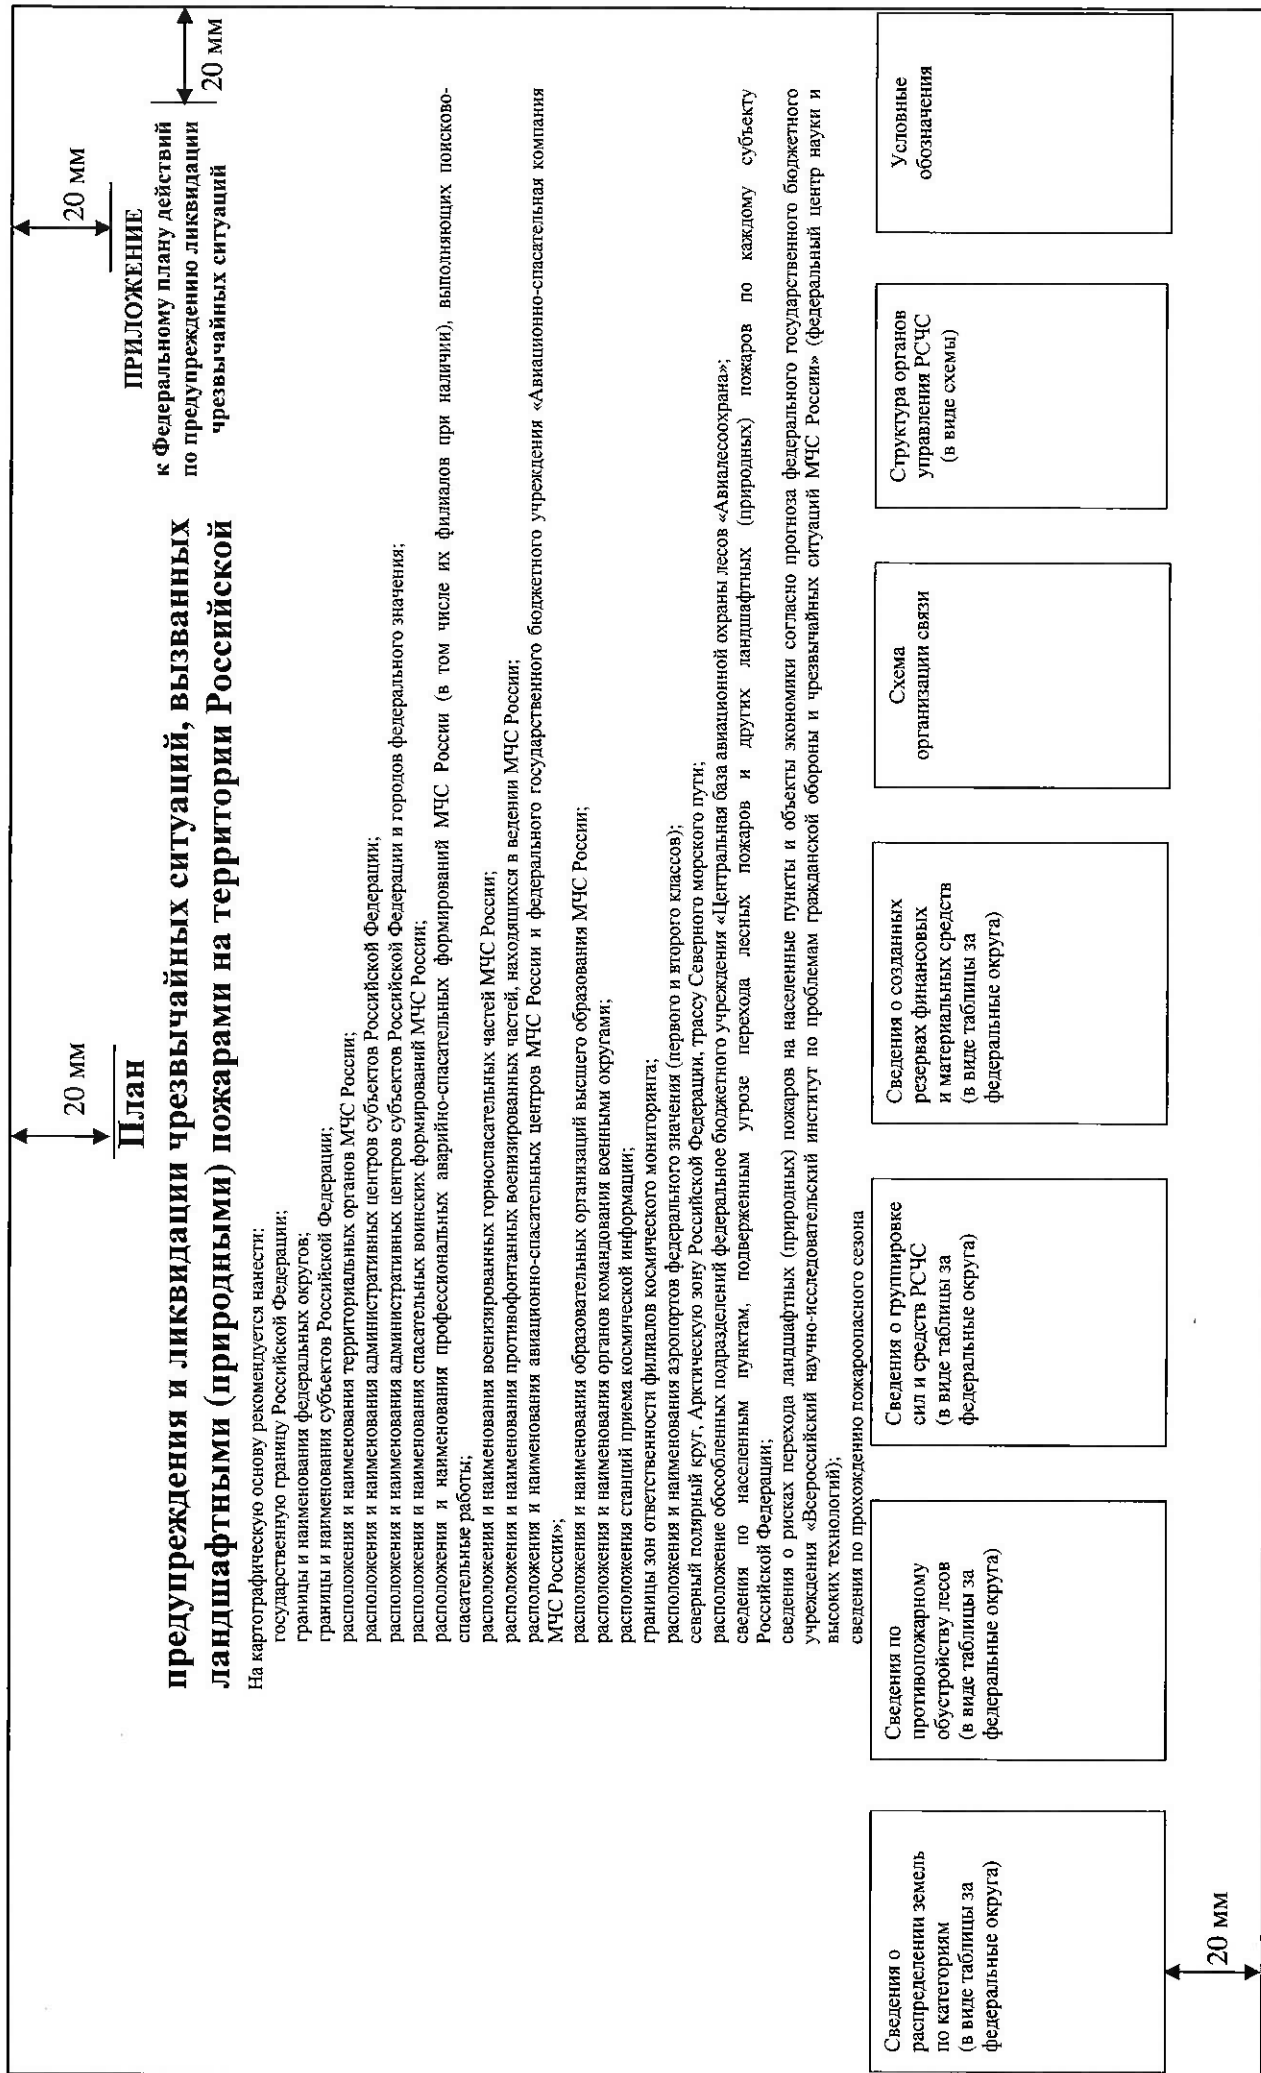 20 мм
ПРИЛОЖЕНИЕ
к Федеральному плану действий
по предупреждению ликвидации
чрезвычайных ситуаций
20 мм
20 мм
План
предупреждения и ликвидации чрезвычайных ситуаций, вызванных
ландшафтными (природными) пожарами на территории Российской
На картографическую основу рекомендуется нанести:
государственную границу Российской Федерации;
границы и наименования федеральных округов;
границы и наименования субъектов Российской Федерации;
расположения и наименования территориальных органов МЧС России;
расположения и наименования административных центров субъектов Российской Федерации;
расположения и наименования административных центров субъектов Российской Федерации и городов федерального значения;
расположения и наименования спасательных воинских формирований МЧС России;
расположения и наименования профессиональных аварийно-спасательных формирований МЧС России (в том числе их филиалов при наличии), выполняющих поисково-
спасательные работы;
расположения и наименования военизированных горноспасательных частей МЧС России;
расположения и наименования противофонтанных военизированных частей, находящихся в ведении МЧС России;
расположения и наименования авиационно-спасательных центров МЧС России и федерального государственного бюджетного учреждения «Авиационно-спасательная компания
МЧС России»;
расположения и наименования образовательных организаций высшего образования МЧС России;
расположения и наименования органов командования военными округами;
расположения станций приема космической информации;
границы зон ответственности филиалов космического мониторинга;
расположения и наименования аэропортов федерального значения (первого и второго классов);
северный полярный круг, Арктическую зону Российской Федерации, трассу Северного морского пути;
расположение обособленных подразделений федеральное бюджетного учреждения «Центральная база авиационной охраны лесов «Авиалесоохрана»;
сведения по населенным пунктам, подверженным угрозе перехода лесных пожаров и других ландшафтных (природных) пожаров по каждому субъекту
Российской Федерации;
сведения о рисках перехода ландшафтных (природных) пожаров на населенные пункты и объекты экономики согласно прогноза федерального государственного бюджетного
учреждения «Всероссийский научно-исследовательский институт по проблемам гражданской обороны и чрезвычайных ситуаций МЧС России» (федеральный центр науки и
высоких технологий);
сведения по прохождению пожароопасного сезона
Сведения о
распределении земель
по категориям
(в виде таблицы за
федеральные округа)
Сведения по
противопожарному
обустройству лесов
(в виде таблицы за
федеральные округа)
Сведения о группировке
сил и средств РСЧС
(в виде таблицы за
федеральные округа)
Сведения о созданных
резервах финансовых
и материальных средств
(в виде таблицы за
федеральные округа)
Схема
организации связи
Структура органов
управления РСЧС
(в виде схемы)
Условные
обозначения
20 мм